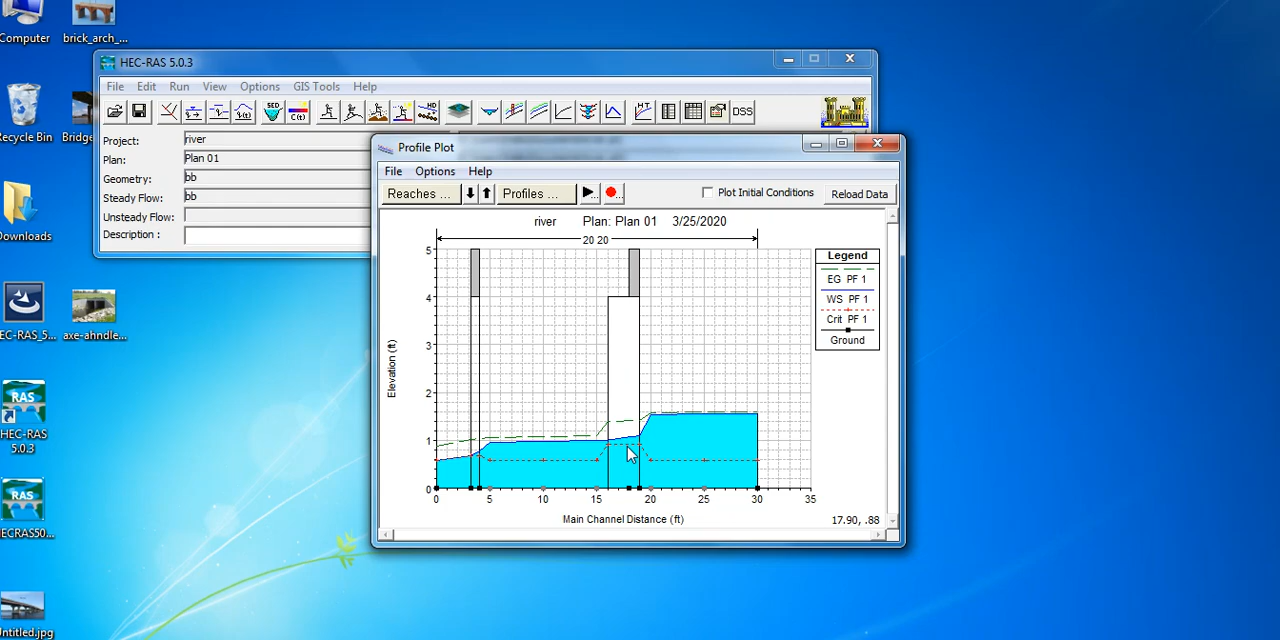 Computer
brick_arch_...
Recycle Bin
Bridge
Downloads
EC-RAS_5...
axe-ahndle...
RAS
HEC-RAS
5.0.3
RAS
HECRAS50...
Untitled.jpg
HEC-RAS 5.0.3
File Edit Run View Options GIS Tools Help
DSS
Project: river
Plan: Plan 01
Geometry: bb
Steady Flow: bb
Unsteady Flow:
Description :
Profile Plot
File Options Help
Reaches ... Profiles ... Plot Initial Conditions Reload Data
river Plan: Plan 01 3/25/2020
20 20
Legend
EG PF 1
WS PF 1
Crit PF 1
Ground
Elevation (ft)
5
4
3
2
1
0
0 5 10 15 20 25 30 35
Main Channel Distance (ft)
17.90, .88